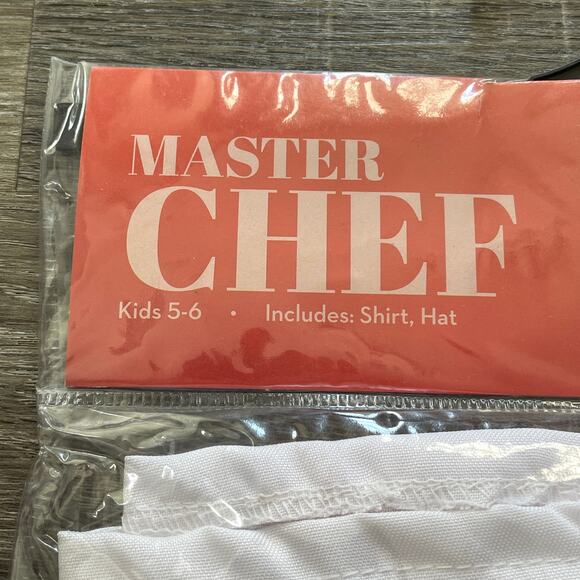 MASTER
CHEF
Kids 5-6 • Includes: Shirt, Hat